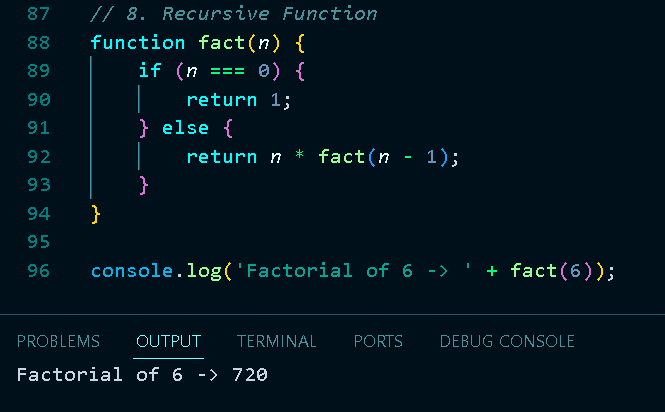 87 // 8. Recursive Function
88 function fact(n) {
89 if (n === 0) {
90 return 1;
91 } else {
92 return n * fact(n - 1);
93 }
94 }
95
96 console.log('Factorial of 6 -> ' + fact(6));
PROBLEMS OUTPUT TERMINAL PORTS DEBUG CONSOLE
Factorial of 6 -> 720